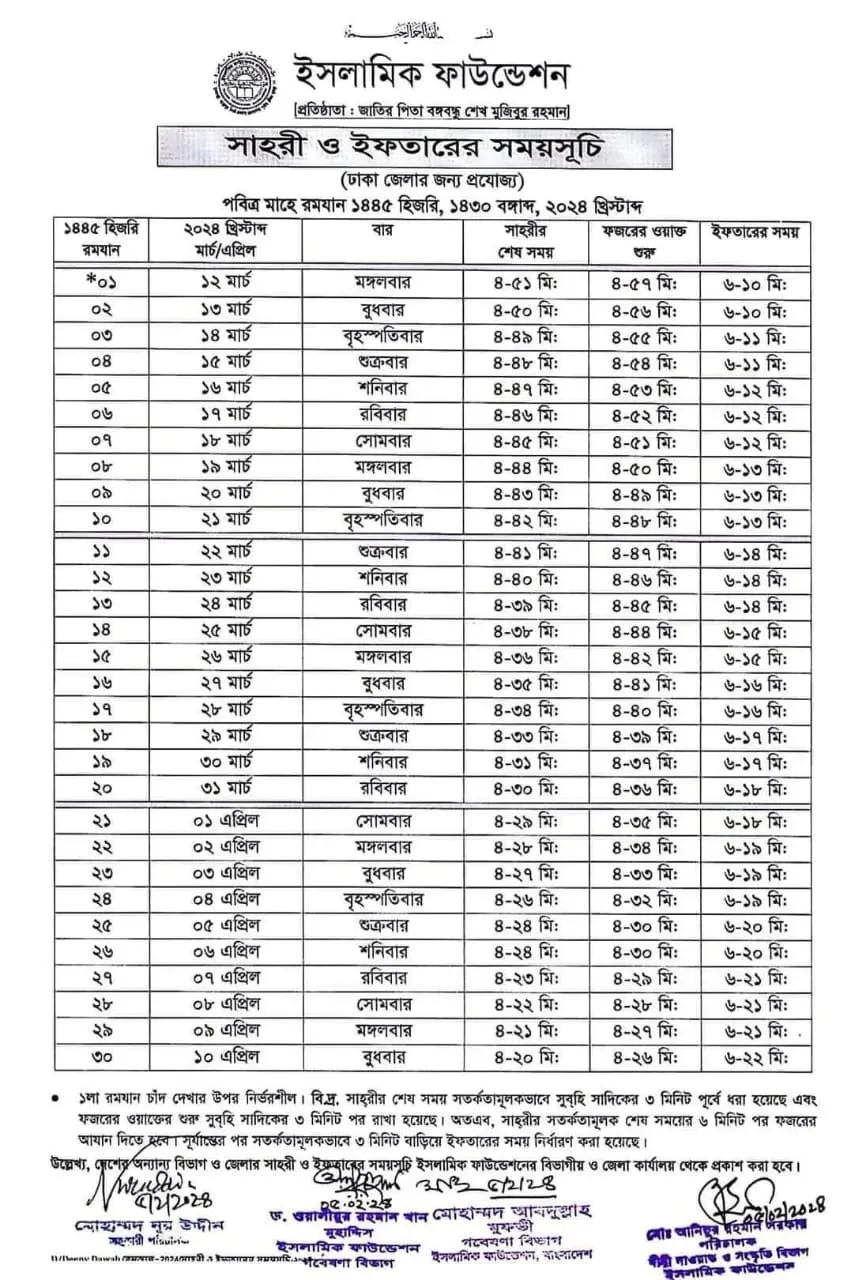 ইসলামিক ফাউন্ডেশন
[প্রতিষ্ঠাতা : জাতির পিতা বঙ্গবন্ধু শেখ মুজিবুর রহমান]
সাহরী ও ইফতারের সময়সূচি
(ঢাকা জেলার জন্য প্রযোজ্য)
পবিত্র মাহে রমযান ১৪৪৫ হিজরি, ১৪৩০ বঙ্গাব্দ, ২০২৪ খ্রিস্টাব্দ
১৪৪৫ হিজরি রমযান ২০২৪ খ্রিস্টাব্দ মার্চ/এপ্রিল বার সাহরীর শেষ সময় ফজরের ওয়াক্ত শুরু ইফতারের সময়
*০১ ১২ মার্চ মঙ্গলবার ৪-৫১ মি: ৪-৫৭ মি: ৬-১০ মি:
০২ ১৩ মার্চ বুধবার ৪-৫০ মি: ৪-৫৬ মি: ৬-১০ মি:
০৩ ১৪ মার্চ বৃহস্পতিবার ৪-৪৯ মি: ৪-৫৫ মি: ৬-১১ মি:
০৪ ১৫ মার্চ শুক্রবার ৪-৪৮ মি: ৪-৫৪ মি: ৬-১১ মি:
০৫ ১৬ মার্চ শনিবার ৪-৪৭ মি: ৪-৫৩ মি: ৬-১২ মি:
০৬ ১৭ মার্চ রবিবার ৪-৪৬ মি: ৪-৫২ মি: ৬-১২ মি:
০৭ ১৮ মার্চ সোমবার ৪-৪৫ মি: ৪-৫১ মি: ৬-১২ মি:
০৮ ১৯ মার্চ মঙ্গলবার ৪-৪৪ মি: ৪-৫০ মি: ৬-১৩ মি:
০৯ ২০ মার্চ বুধবার ৪-৪৩ মি: ৪-৪৯ মি: ৬-১৩ মি:
১০ ২১ মার্চ বৃহস্পতিবার ৪-৪২ মি: ৪-৪৮ মি: ৬-১৩ মি:
১১ ২২ মার্চ শুক্রবার ৪-৪১ মি: ৪-৪৭ মি: ৬-১৪ মি:
১২ ২৩ মার্চ শনিবার ৪-৪০ মি: ৪-৪৬ মি: ৬-১৪ মি:
১৩ ২৪ মার্চ রবিবার ৪-৩৯ মি: ৪-৪৫ মি: ৬-১৪ মি:
১৪ ২৫ মার্চ সোমবার ৪-৩৮ মি: ৪-৪৪ মি: ৬-১৫ মি:
১৫ ২৬ মার্চ মঙ্গলবার ৪-৩৬ মি: ৪-৪২ মি: ৬-১৫ মি:
১৬ ২৭ মার্চ বুধবার ৪-৩৫ মি: ৪-৪১ মি: ৬-১৬ মি:
১৭ ২৮ মার্চ বৃহস্পতিবার ৪-৩৪ মি: ৪-৪০ মি: ৬-১৬ মি:
১৮ ২৯ মার্চ শুক্রবার ৪-৩৩ মি: ৪-৩৯ মি: ৬-১৭ মি:
১৯ ৩০ মার্চ শনিবার ৪-৩১ মি: ৪-৩৭ মি: ৬-১৭ মি:
২০ ৩১ মার্চ রবিবার ৪-৩০ মি: ৪-৩৬ মি: ৬-১৮ মি:
২১ ০১ এপ্রিল সোমবার ৪-২৯ মি: ৪-৩৫ মি: ৬-১৮ মি:
২২ ০২ এপ্রিল মঙ্গলবার ৪-২৮ মি: ৪-৩৪ মি: ৬-১৯ মি:
২৩ ০৩ এপ্রিল বুধবার ৪-২৭ মি: ৪-৩৩ মি: ৬-১৯ মি:
২৪ ০৪ এপ্রিল বৃহস্পতিবার ৪-২৬ মি: ৪-৩২ মি: ৬-১৯ মি:
২৫ ০৫ এপ্রিল শুক্রবার ৪-২৪ মি: ৪-৩০ মি: ৬-২০ মি:
২৬ ০৬ এপ্রিল শনিবার ৪-২৪ মি: ৪-৩০ মি: ৬-২০ মি:
২৭ ০৭ এপ্রিল রবিবার ৪-২৩ মি: ৪-২৯ মি: ৬-২১ মি:
২৮ ০৮ এপ্রিল সোমবার ৪-২২ মি: ৪-২৮ মি: ৬-২১ মি:
২৯ ০৯ এপ্রিল মঙ্গলবার ৪-২১ মি: ৪-২৭ মি: ৬-২১ মি:
৩০ ১০ এপ্রিল বুধবার ৪-২০ মি: ৪-২৬ মি: ৬-২২ মি:
● ১লা রমযান চাঁদ দেখার উপর নির্ভরশীল। বি.দ্র. সাহরীর শেষ সময় সতর্কতামূলকভাবে সুব্‌হি সাদিকের ৩ মিনিট পূর্বে ধরা হয়েছে এবং
ফজরের ওয়াক্তের শুরু সুব্‌হি সাদিকের ৩ মিনিট পর রাখা হয়েছে। অতএব, সাহরীর সতর্কতামূলক শেষ সময়ের ৬ মিনিট পর ফজরের
আযান দিতে হবে। সূর্যাস্তের পর সতর্কতামূলকভাবে ৩ মিনিট বাড়িয়ে ইফতারের সময় নির্ধারণ করা হয়েছে।
উল্লেখ্য, দেশের অন্যান্য বিভাগ ও জেলার সাহরী ও ইফতারের সময়সূচি ইসলামিক ফাউন্ডেশনের বিভাগীয় ও জেলা কার্যালয় থেকে প্রকাশ করা হবে।
৫/২/২৪
মোহাম্মদ নূর উদ্দীন
সহকারী পরিচালক
০৫.০২.২৪
ড. ওয়ালীয়ুর রহমান খান
মুহাদ্দিস
ইসলামিক ফাউন্ডেশন
গবেষণা বিভাগ
৫/২/২৪
মোহাম্মদ আবদুল্লাহ
মুফতী
গবেষণা বিভাগ
ইসলামিক ফাউন্ডেশন, বাংলাদেশ
০৫/০২/২০২৪
মোঃ আনিছুর রহমান সরকার
পরিচালক
দ্বীনী দাওয়াত ও সংস্কৃতি বিভাগ
ইসলামিক ফাউন্ডেশন